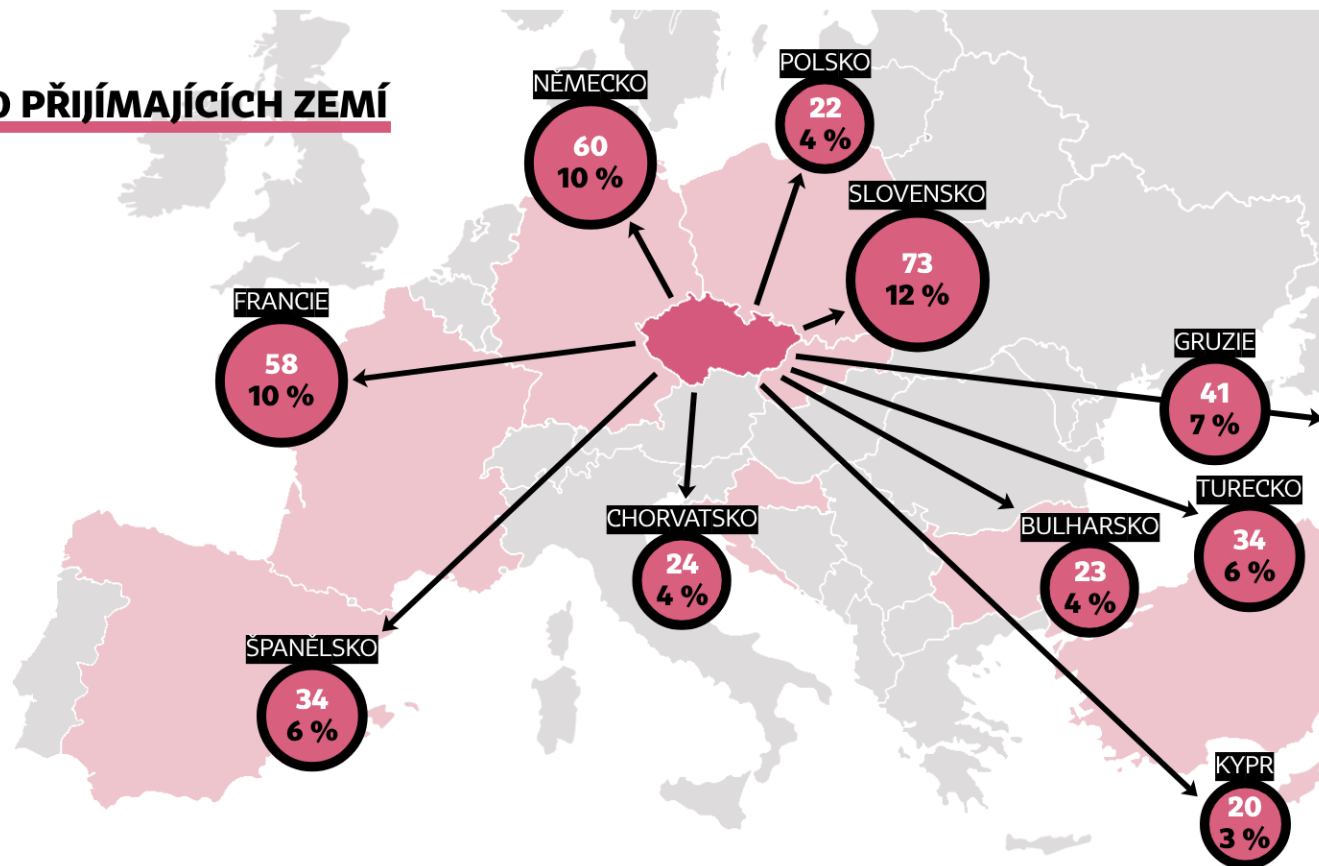 0 PŘIJÍMAJÍCÍCH ZEMÍ
NĚMECKO
60
10 %
POLSKO
22
4 %
SLOVENSKO
73
12 %
FRANCIE
58
10 %
GRUZIE
41
7 %
TURECKO
34
6 %
CHORVATSKO
24
4 %
BULHARSKO
23
4 %
ŠPANĚLSKO
34
6 %
KYPR
20
3 %